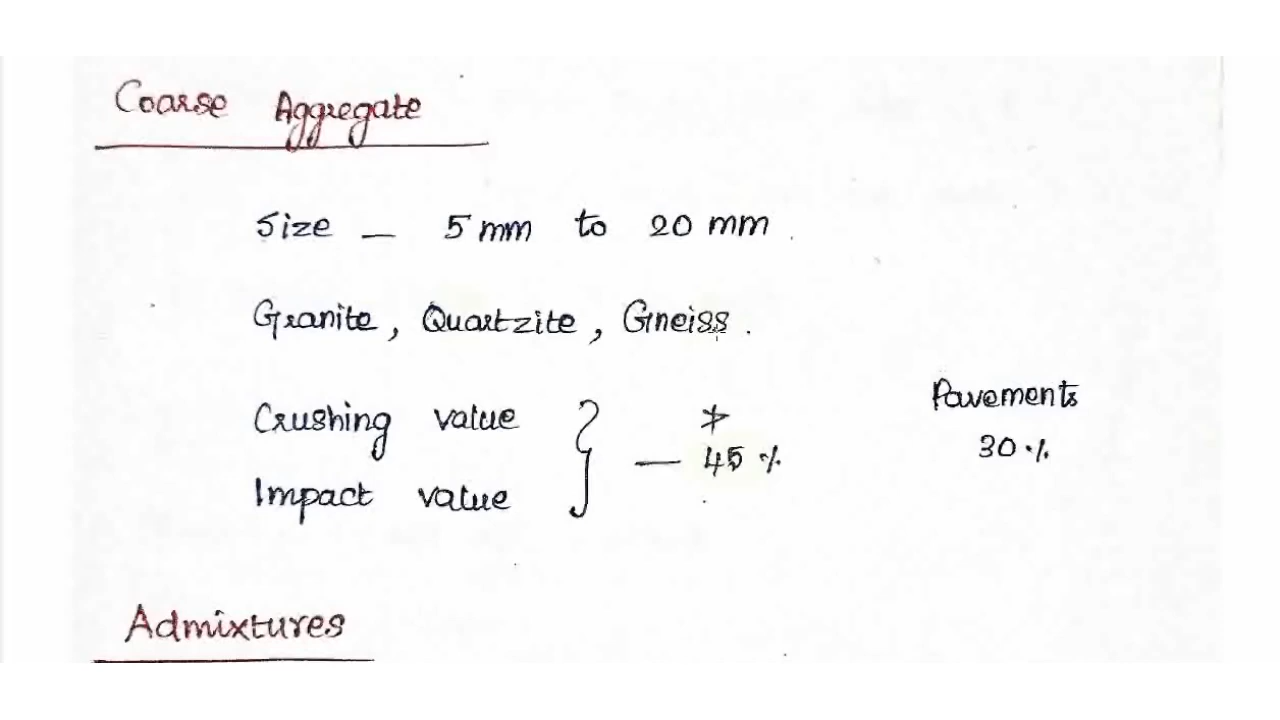 Coarse Aggregate
Size — 5 mm to 20 mm.
Granite, Quartzite, Gneiss.
Crushing value
Impact value
≯
— 45 %
Pavements
30 %
Admixtures